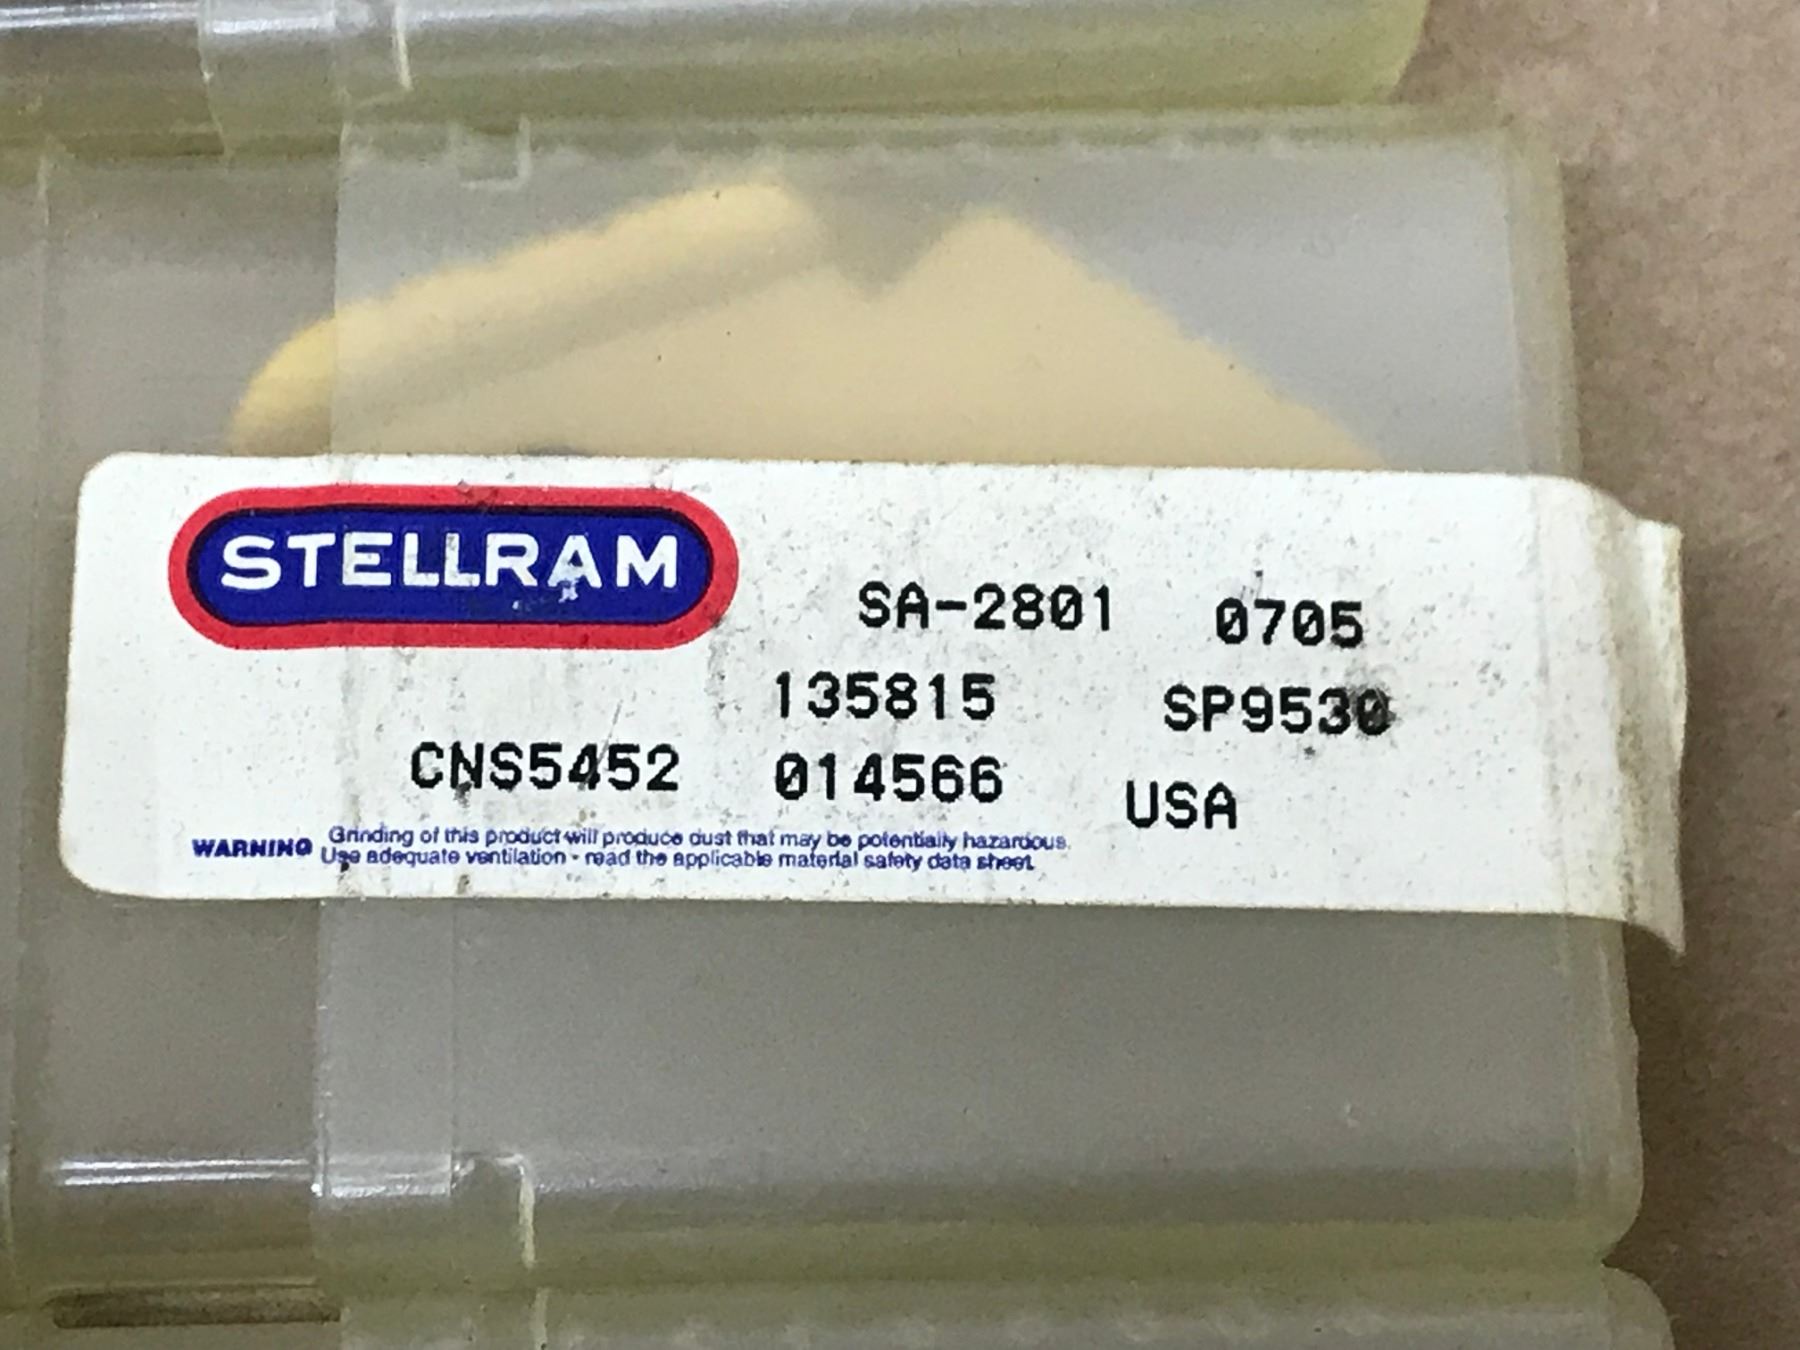 STELLRAM
SA-2801 0705
135815 SP9530
CNS5452 014566 USA
WARNING Grinding of this product will produce dust that may be potentially hazardous.
Use adequate ventilation - read the applicable material safety data sheet.